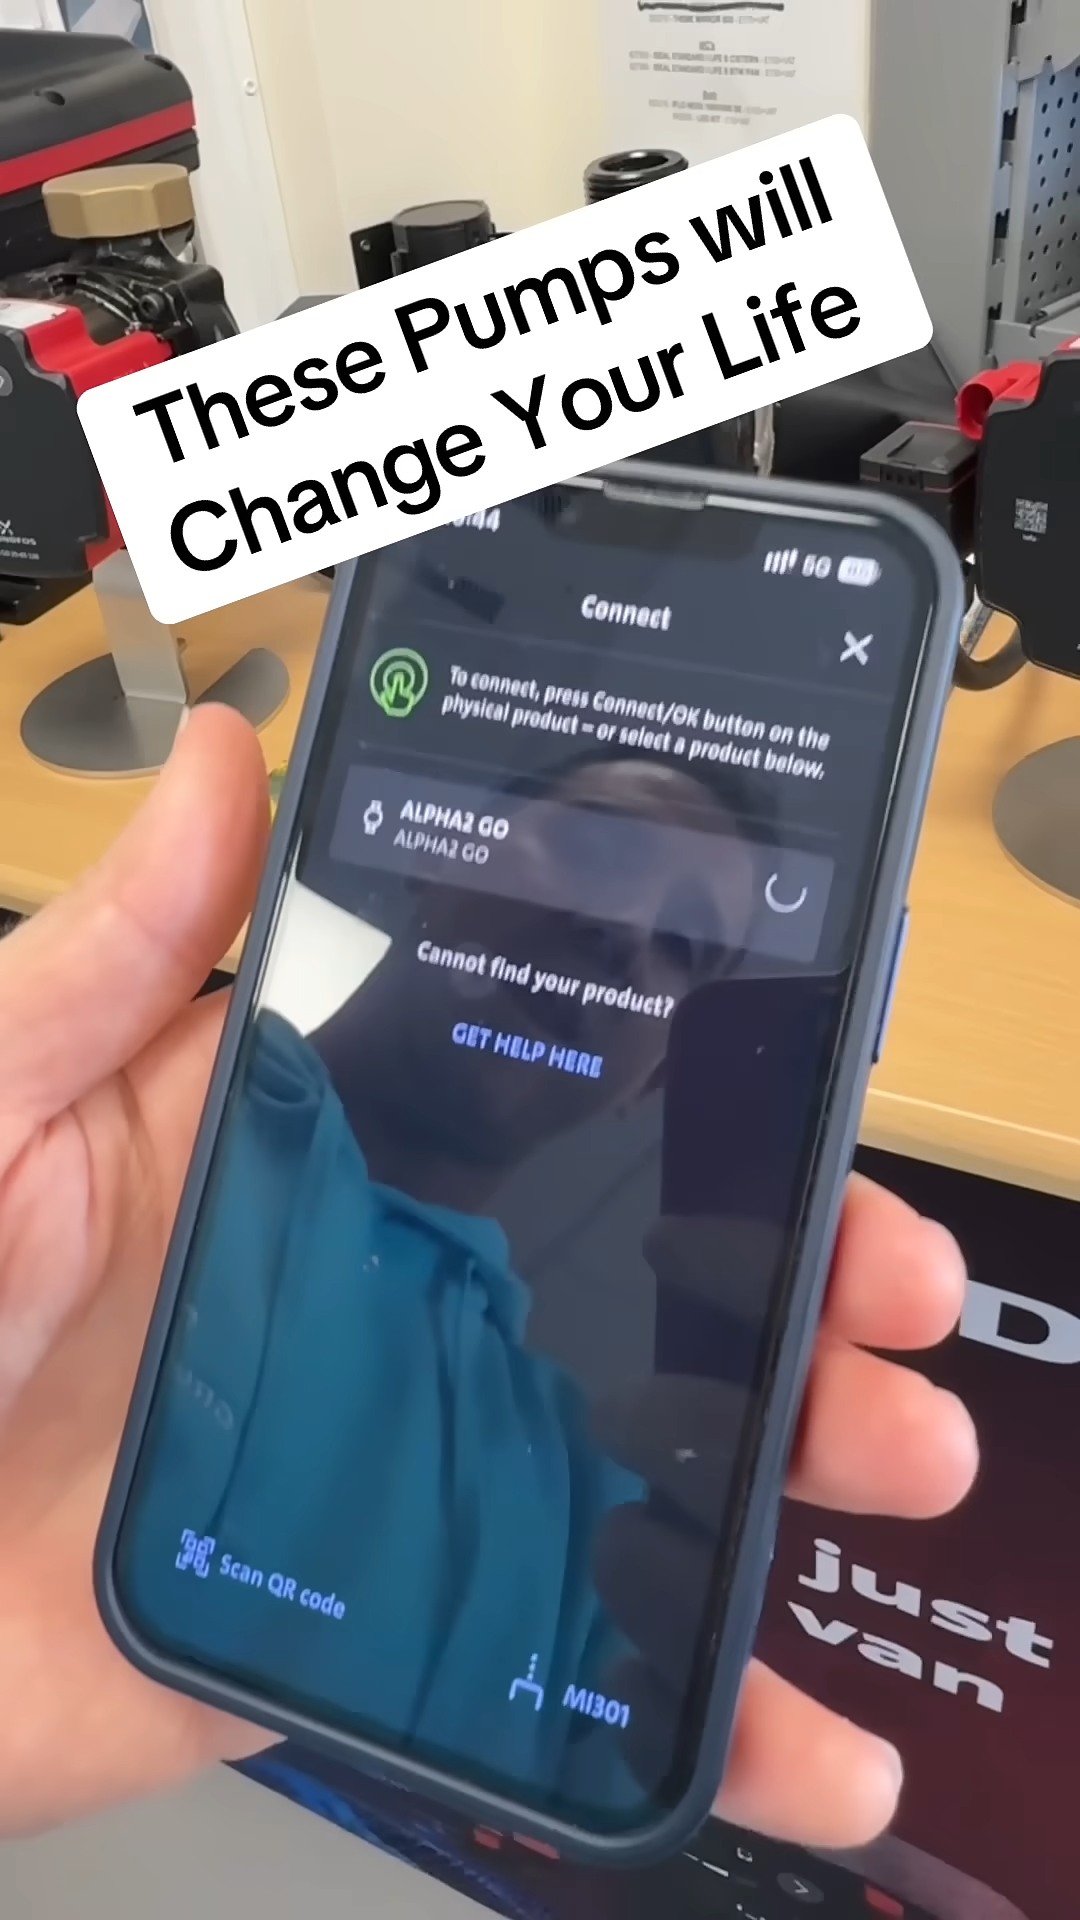 These Pumps will
Change Your Life
5G
Connect
To connect, press Connect/OK button on the
physical product – or select a product below.
ALPHA2 GO
ALPHA2 GO
Cannot find your product?
GET HELP HERE
Scan QR code
MI301
D
just
van